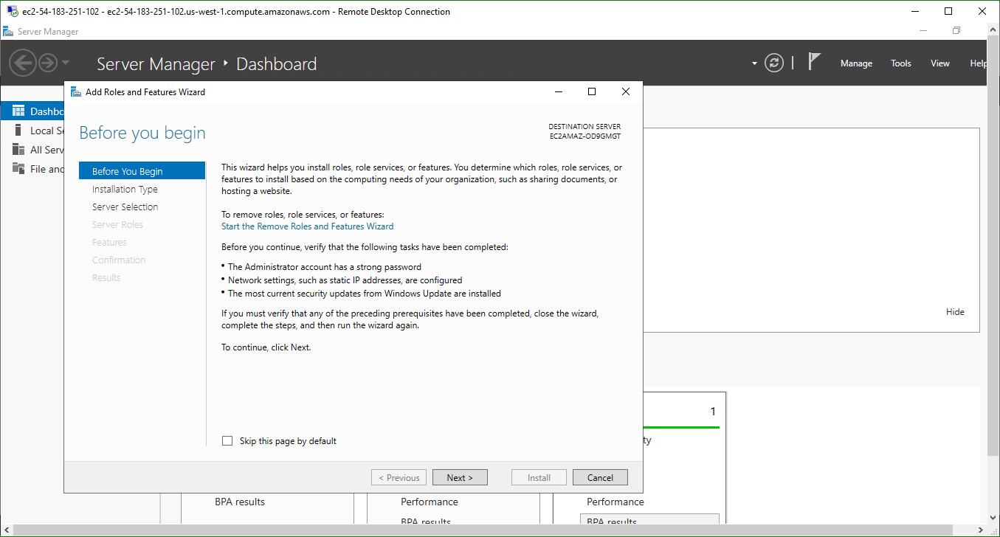 ec2-54-183-251-102 - ec2-54-183-251-102.us-west-1.compute.amazonaws.com - Remote Desktop Connection
Server Manager
Server Manager ‣ Dashboard
Manage Tools View Help
Add Roles and Features Wizard
Before you begin
DESTINATION SERVER
EC2AMAZ-OD9GMGT
Dashbo
Local Se
All Serv
File and
Before You Begin
Installation Type
Server Selection
Server Roles
Features
Confirmation
Results
This wizard helps you install roles, role services, or features. You determine which roles, role services, or
features to install based on the computing needs of your organization, such as sharing documents, or
hosting a website.
To remove roles, role services, or features:
Start the Remove Roles and Features Wizard
Before you continue, verify that the following tasks have been completed:
• The Administrator account has a strong password
• Network settings, such as static IP addresses, are configured
• The most current security updates from Windows Update are installed
If you must verify that any of the preceding prerequisites have been completed, close the wizard,
complete the steps, and then run the wizard again.
To continue, click Next.
Skip this page by default
< Previous Next > Install Cancel
Hide
1
ty
BPA results
Performance
BPA results
Performance
BPA results